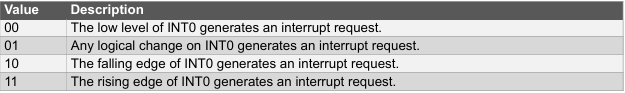 Value Description
00 The low level of INT0 generates an interrupt request.
01 Any logical change on INT0 generates an interrupt request.
10 The falling edge of INT0 generates an interrupt request.
11 The rising edge of INT0 generates an interrupt request.